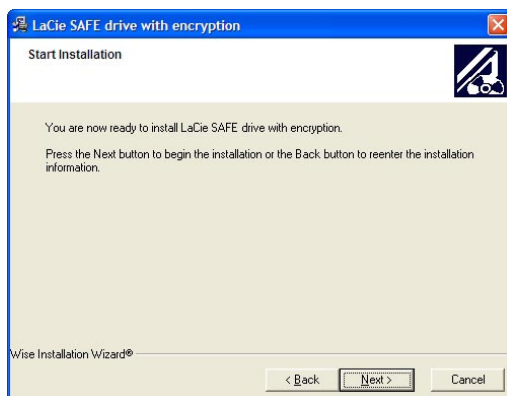 LaCie SAFE drive with encryption
Start Installation
You are now ready to install LaCie SAFE drive with encryption.
Press the Next button to begin the installation or the Back button to reenter the installation
information.
Wise Installation Wizard®
< Back
Next >
Cancel